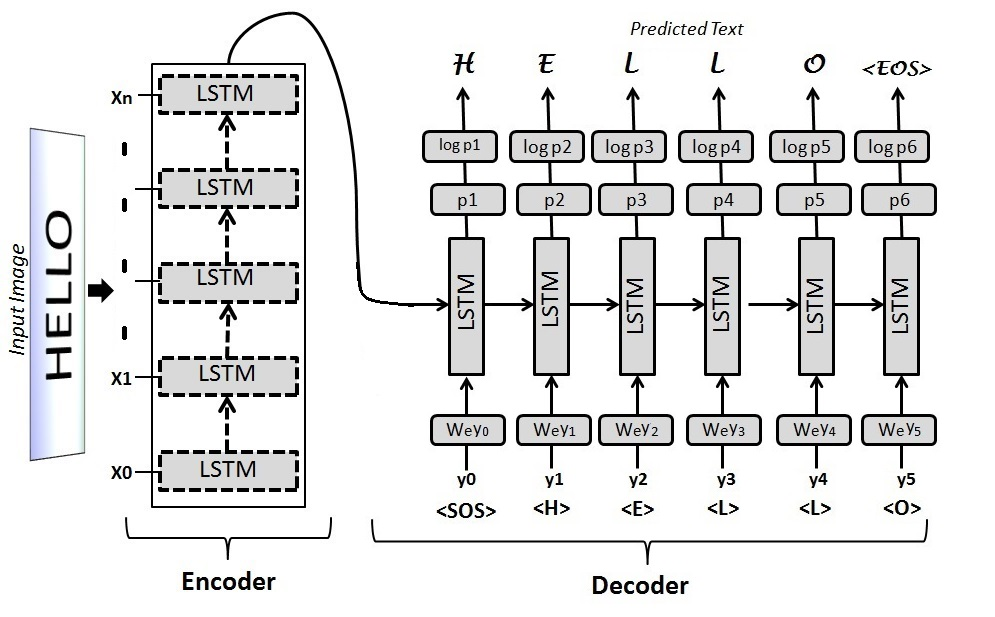 Predicted Text
H E L L O <EOS>
log p1 log p2 log p3 log p4 log p5 log p6
p1 p2 p3 p4 p5 p6
LSTM LSTM LSTM LSTM LSTM LSTM
Wey0 Wey1 Wey2 Wey3 Wey4 Wey5
y0 y1 y2 y3 y4 y5
<SOS> <H> <E> <L> <L> <O>
Decoder
Input Image
HELLO
Xn LSTM
LSTM
LSTM
X1 LSTM
X0 LSTM
Encoder